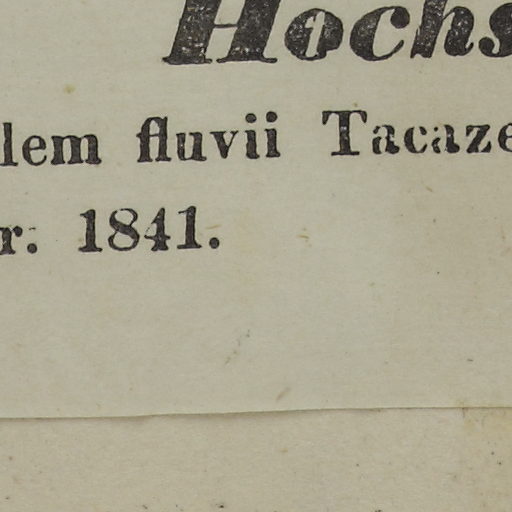 Hochs
lem fluvii Tacaze
r. 1841.